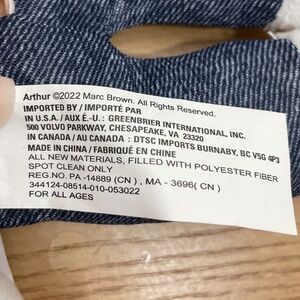 Arthur ©2022 Marc Brown. All Rights Reserved.
IMPORTED BY / IMPORTÉ PAR
IN U.S.A. / AUX É.-U. : GREENBRIER INTERNATIONAL, INC.
500 VOLVO PARKWAY, CHESAPEAKE, VA 23320
IN CANADA / AU CANADA : DTSC IMPORTS BURNABY, BC V5G 4P3
MADE IN CHINA / FABRIQUÉ EN CHINE
ALL NEW MATERIALS, FILLED WITH POLYESTER FIBER
SPOT CLEAN ONLY
REG.NO. PA -14889 (CN) , MA - 3696( CN )
344124-08514-010-053022
FOR ALL AGES